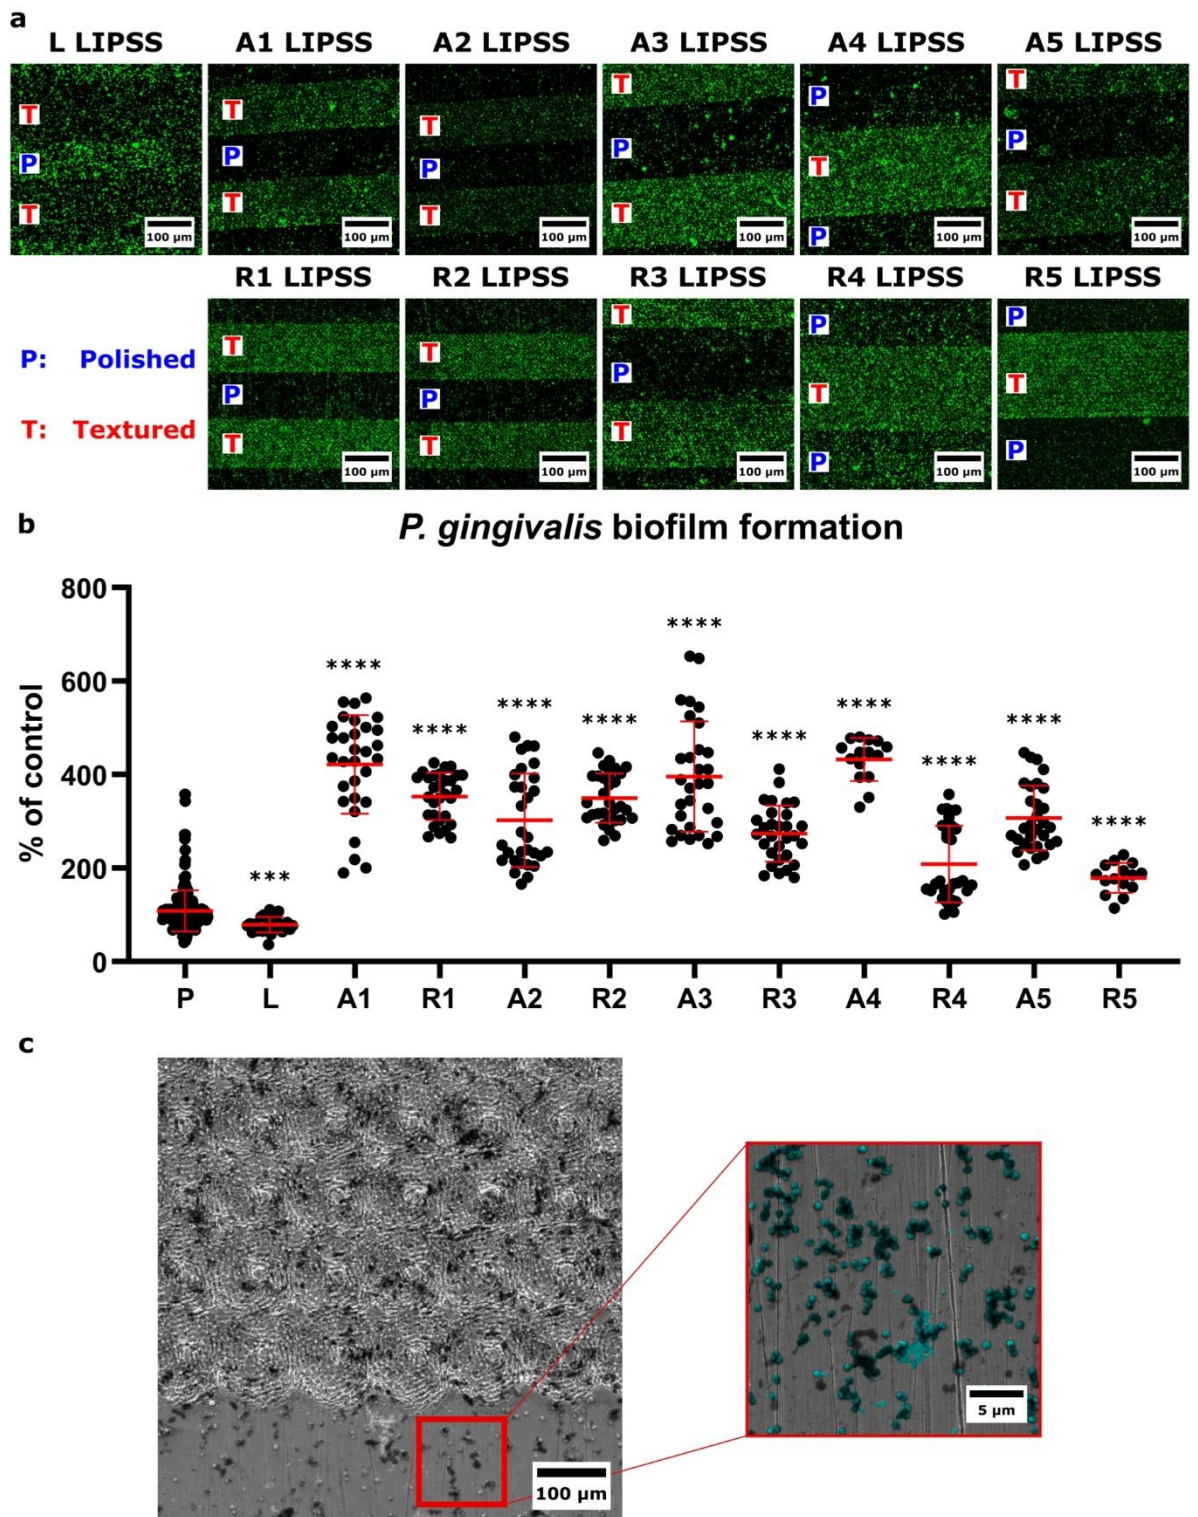 a
L LIPSS A1 LIPSS A2 LIPSS A3 LIPSS A4 LIPSS A5 LIPSS
T P T 100 µm
T P T 100 µm
T P T 100 µm
T P T 100 µm
P T P 100 µm
T P T 100 µm
R1 LIPSS R2 LIPSS R3 LIPSS R4 LIPSS R5 LIPSS
P: Polished
T: Textured
T P T 100 µm
T P T 100 µm
T P T 100 µm
P T P 100 µm
P T P 100 µm
b
P. gingivalis biofilm formation
% of control
800
600
400
200
0
*** **** **** **** **** **** **** **** **** **** ****
P L A1 R1 A2 R2 A3 R3 A4 R4 A5 R5
c
100 µm
5 µm